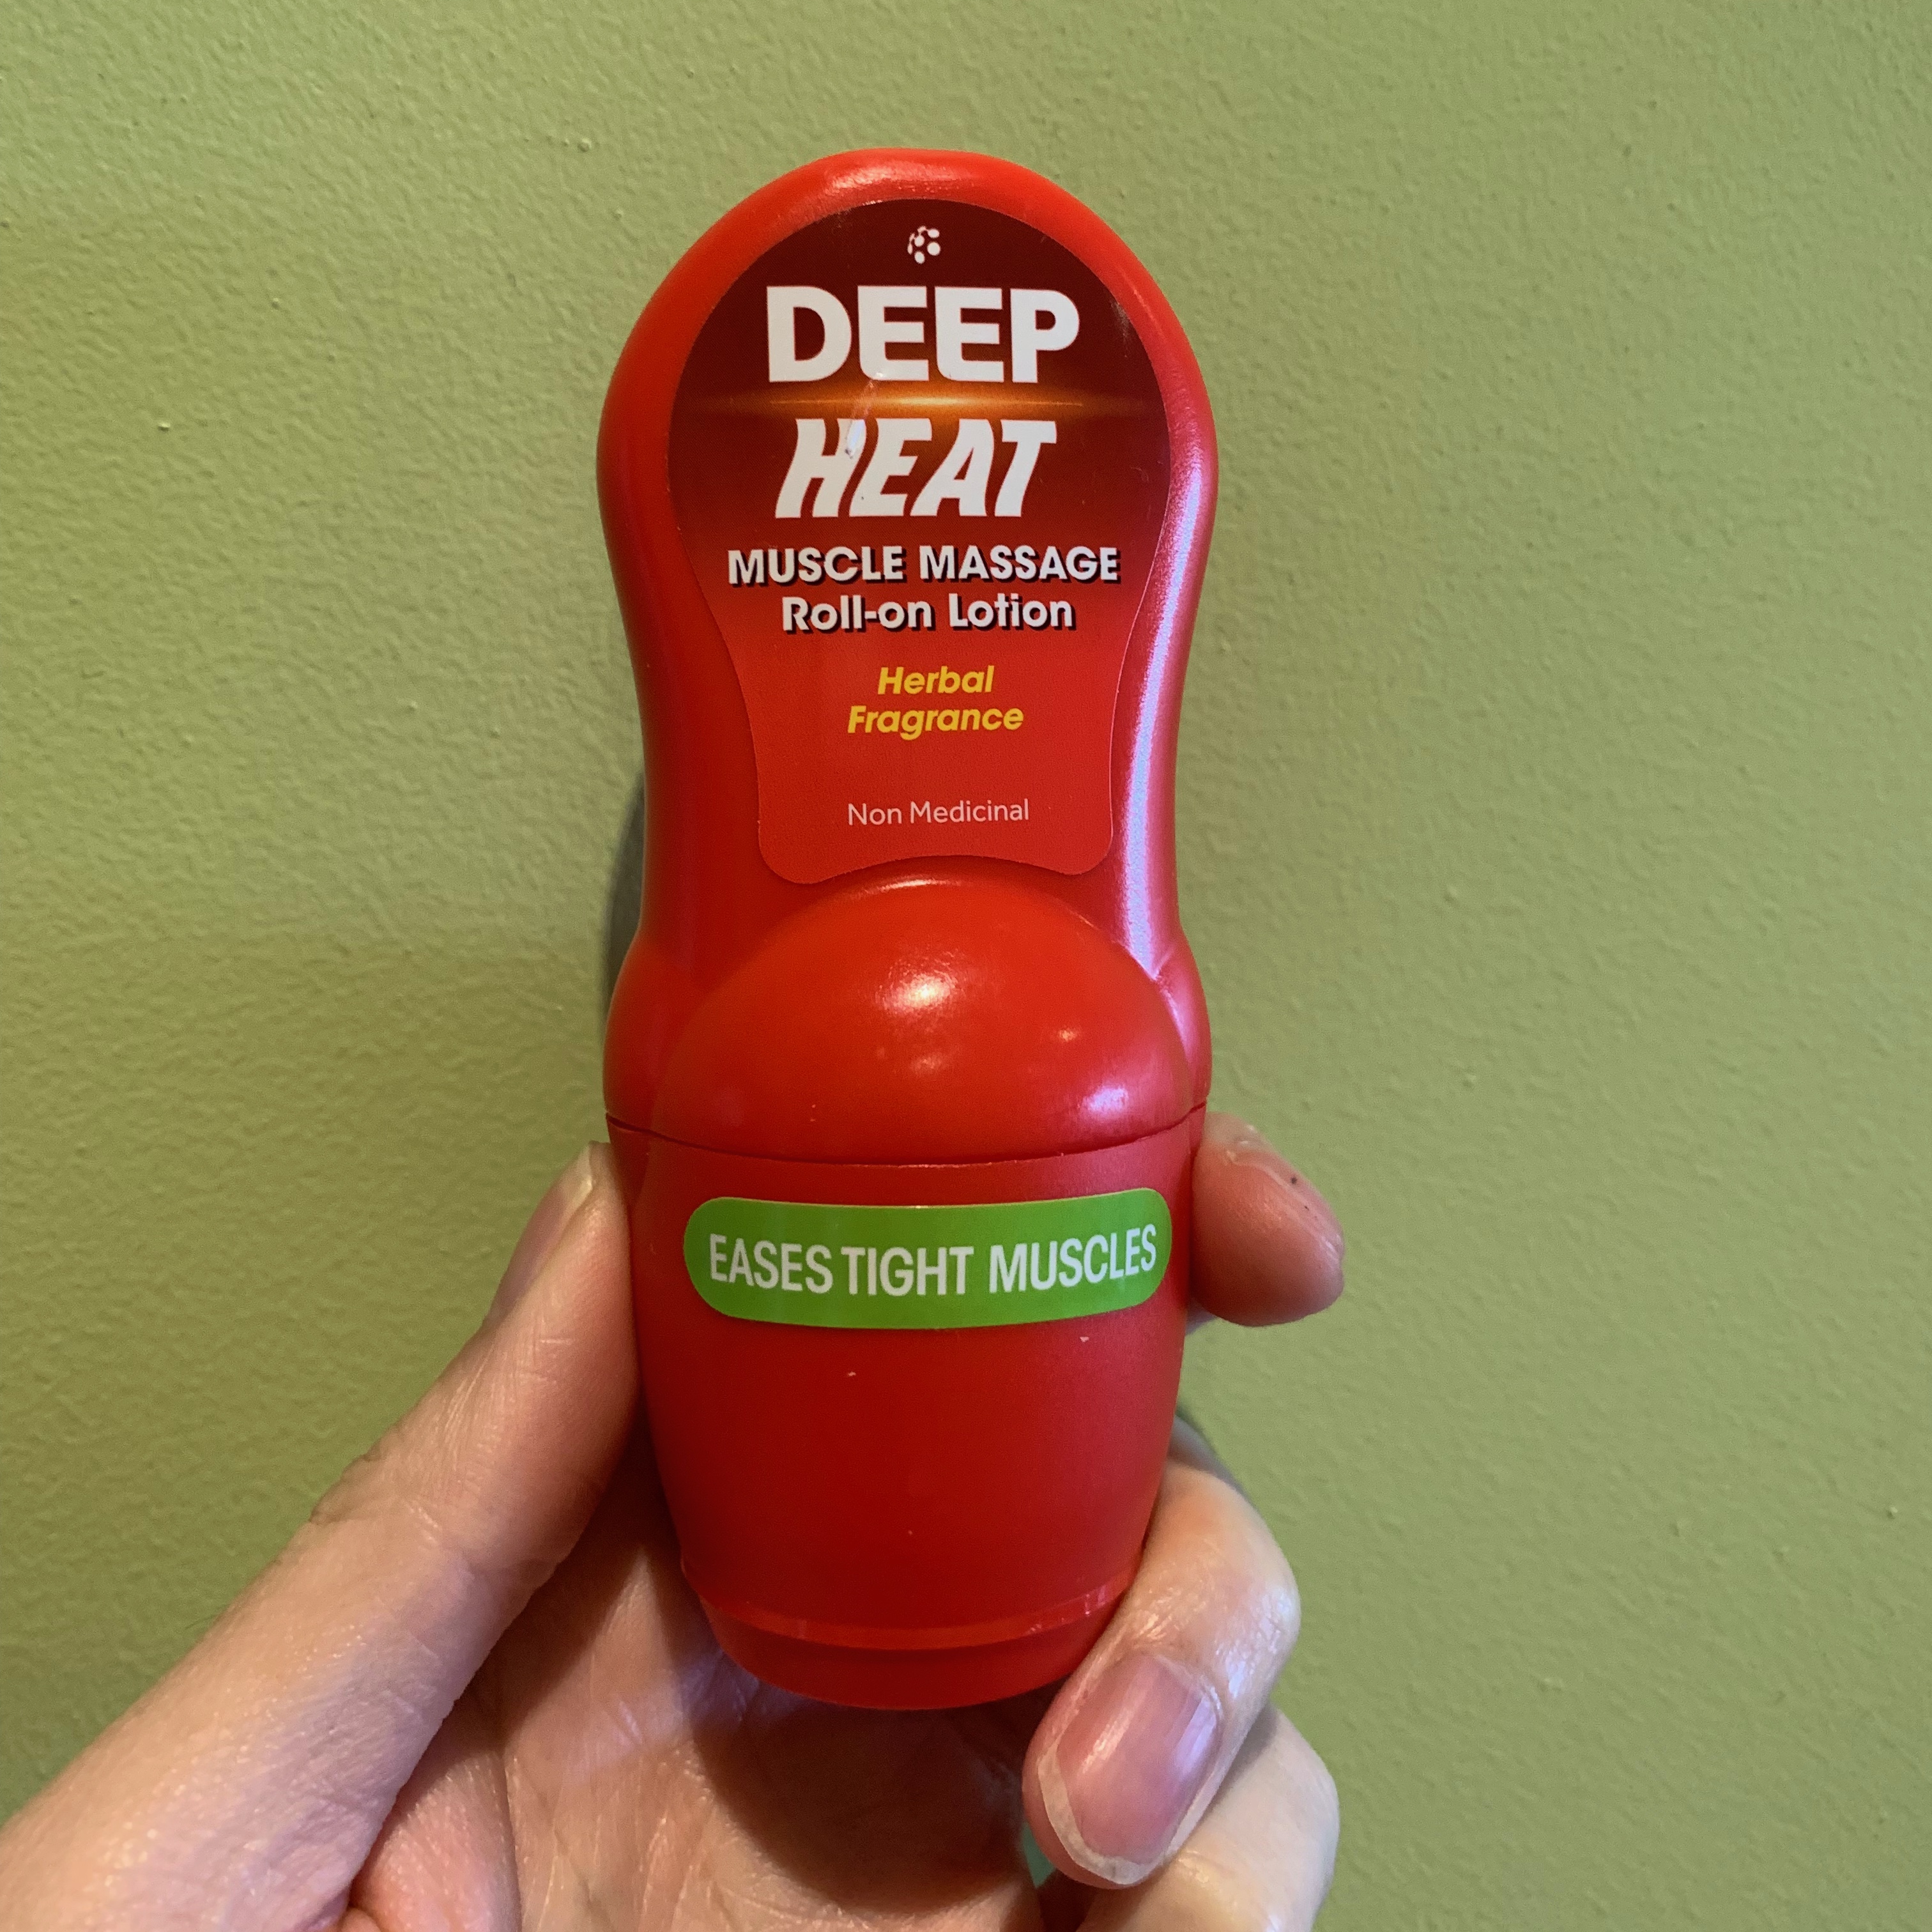 DEEP
HEAT
MUSCLE MASSAGE
Roll-on Lotion
Herbal
Fragrance
Non Medicinal
EASES TIGHT MUSCLES